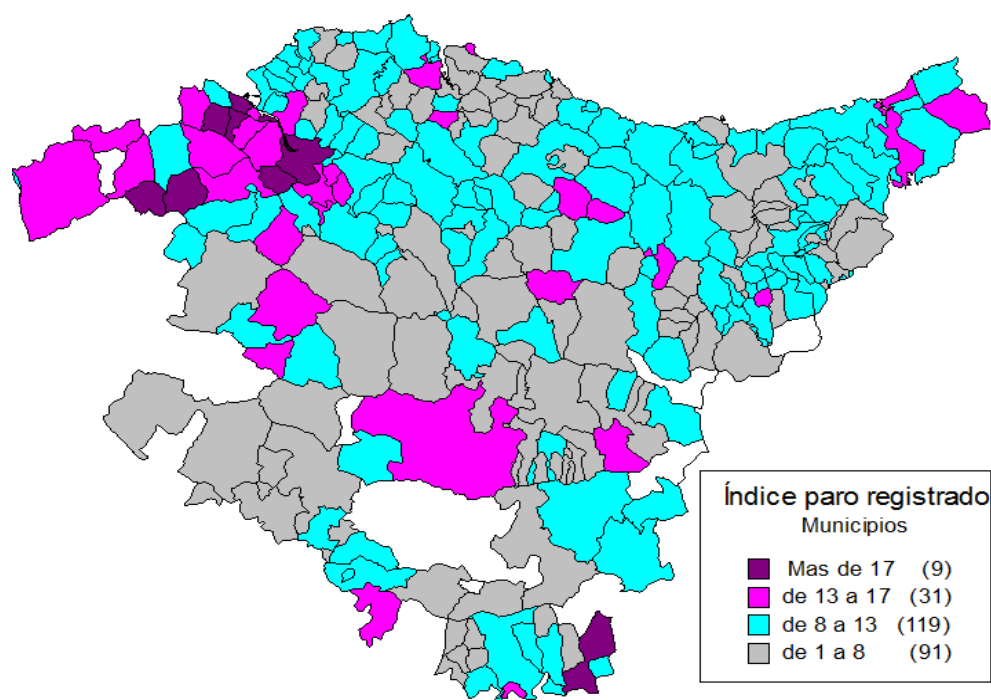 Índice paro registrado
Municipios
Mas de 17 (9)
de 13 a 17 (31)
de 8 a 13 (119)
de 1 a 8 (91)